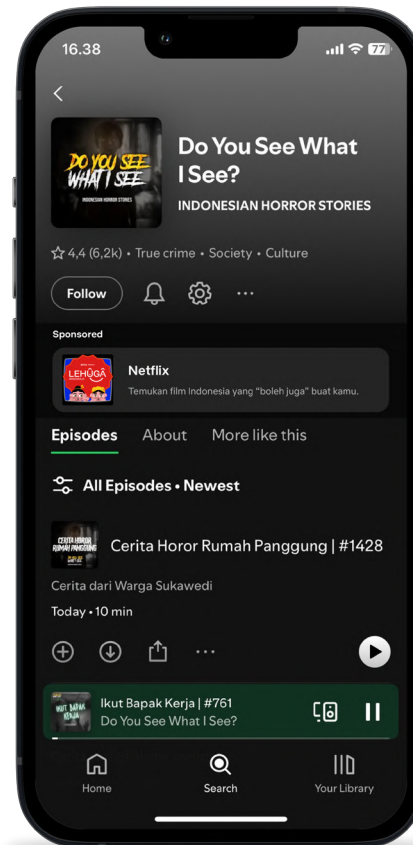 16.38
77
DO YOU SEE
WHAT I SEE
INDONESIAN HORROR STORIES
Do You See What
I See?
INDONESIAN HORROR STORIES
4,4 (6,2k) • True crime • Society • Culture
Follow
Sponsored
LEHUGA
Netflix
Temukan film Indonesia yang “boleh juga” buat kamu.
Episodes About More like this
All Episodes • Newest
CERITA HOROR
RUMAH PANGGUNG
Cerita Horor Rumah Panggung | #1428
Cerita dari Warga Sukawedi
Today • 10 min
IKUT BAPAK
KERJA
Ikut Bapak Kerja | #761
Do You See What I See?
Home Search Your Library